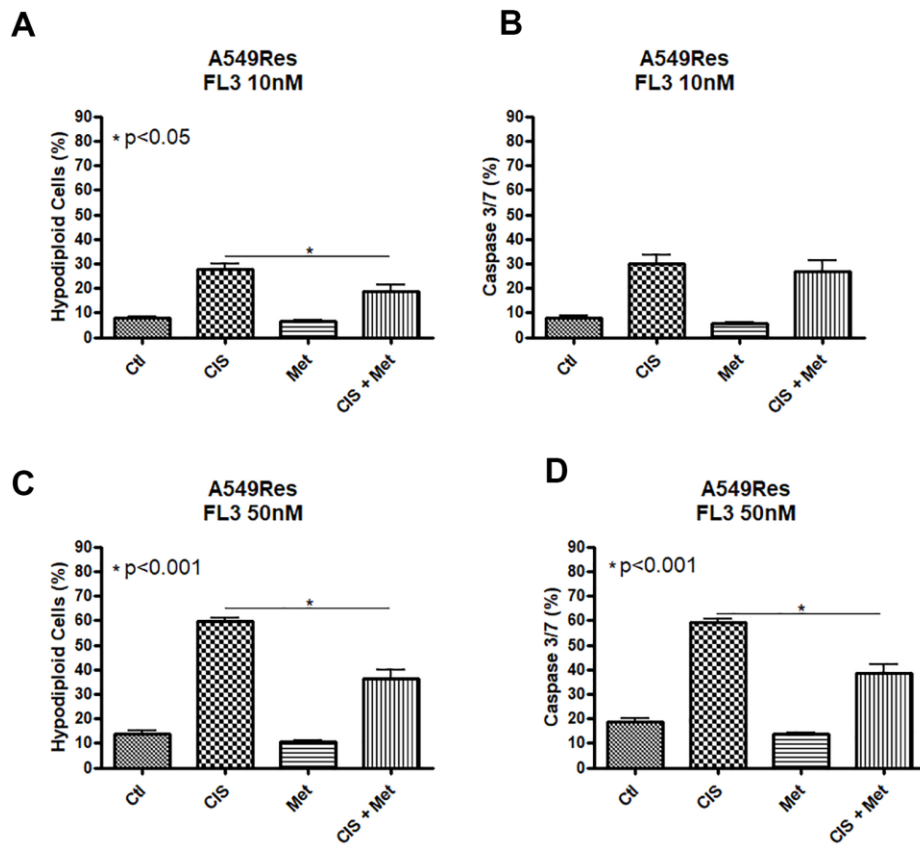 A
A549Res
FL3 10nM
* p<0.05
Hypodiploid Cells (%)
90
80
70
60
50
40
30
20
10
0
*
Ctl
CIS
Met
CIS + Met
B
A549Res
FL3 10nM
Caspase 3/7 (%)
90
80
70
60
50
40
30
20
10
0
Ctl
CIS
Met
CIS + Met
C
A549Res
FL3 50nM
* p<0.001
Hypodiploid Cells (%)
90
80
70
60
50
40
30
20
10
0
*
Ctl
CIS
Met
CIS + Met
D
A549Res
FL3 50nM
* p<0.001
Caspase 3/7 (%)
90
80
70
60
50
40
30
20
10
0
*
Ctl
CIS
Met
CIS + Met